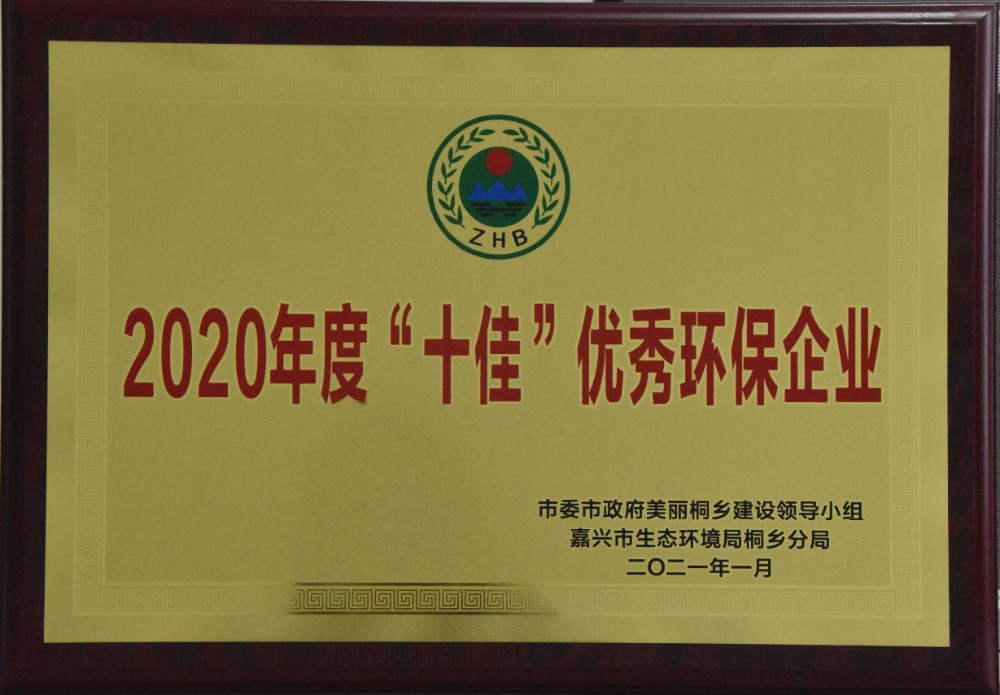 ZHB
2020年度“十佳”优秀环保企业
市委市政府美丽桐乡建设领导小组
嘉兴市生态环境局桐乡分局
二〇二一年一月